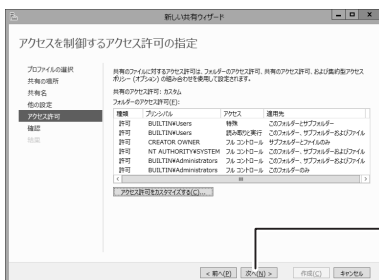 新しい共有ウィザード
アクセスを制御するアクセス許可の指定
プロファイルの選択
共有の場所
共有名
他の設定
アクセス許可
確認
結果
共有のファイルに対するアクセス許可は、フォルダーのアクセス許可、共有のアクセス許可、および集約型アクセス
ポリシー (オプション) の組み合わせを使用して設定されます。
共有のアクセス許可: カスタム
フォルダーのアクセス許可(E):
種類 プリンシパル アクセス 適用先
許可 BUILTIN¥Users 特殊 このフォルダーとサブフォルダー
許可 BUILTIN¥Users 読み取りと実行 このフォルダー、サブフォルダーおよびファイル
許可 CREATOR OWNER フル コントロール サブフォルダーとファイルのみ
許可 NT AUTHORITY¥SYSTEM フル コントロール このフォルダー、サブフォルダーおよびファイル
許可 BUILTIN¥Administrators フル コントロール このフォルダー、サブフォルダーおよびファイル
許可 BUILTIN¥Administrators フル コントロール このフォルダーのみ
アクセス許可をカスタマイズする(C)...
< 前へ(P) 次へ(N) > 作成(C) キャンセル